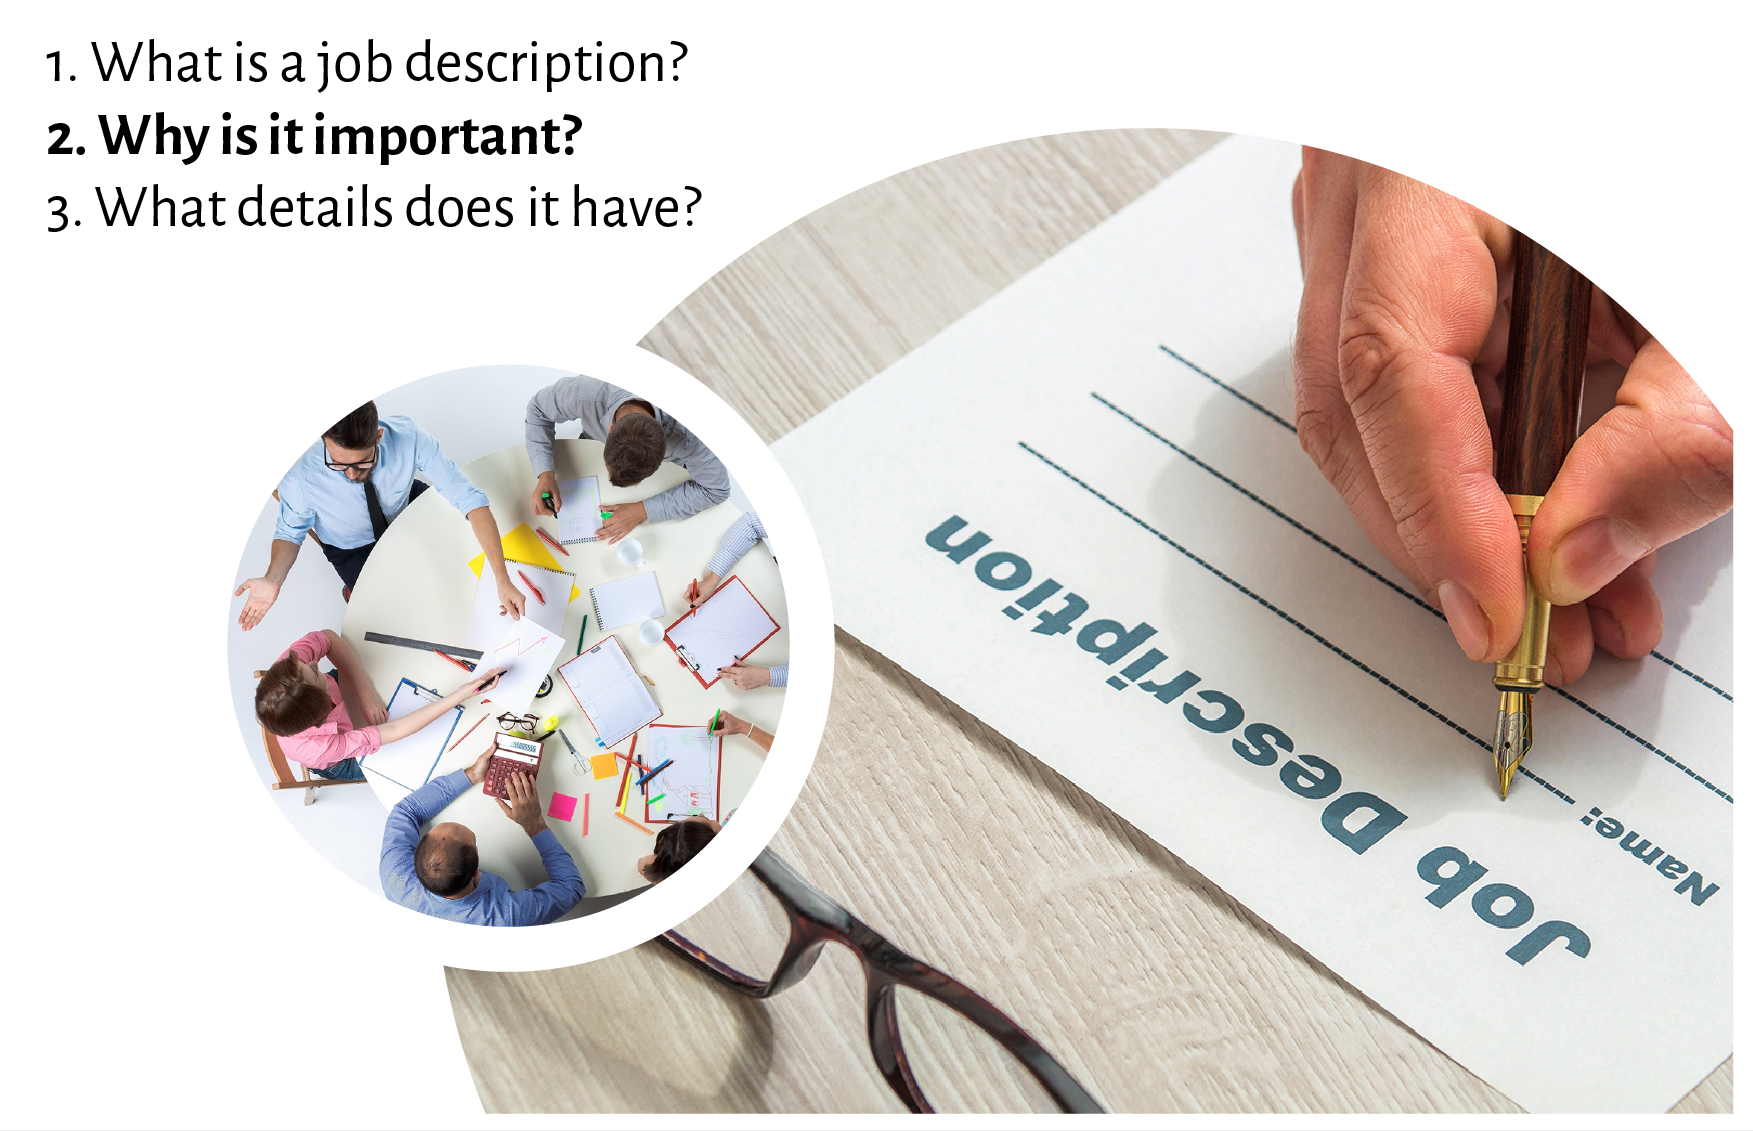 1. What is a job description?
2. Why is it important?
3. What details does it have?
Job Description
Name: